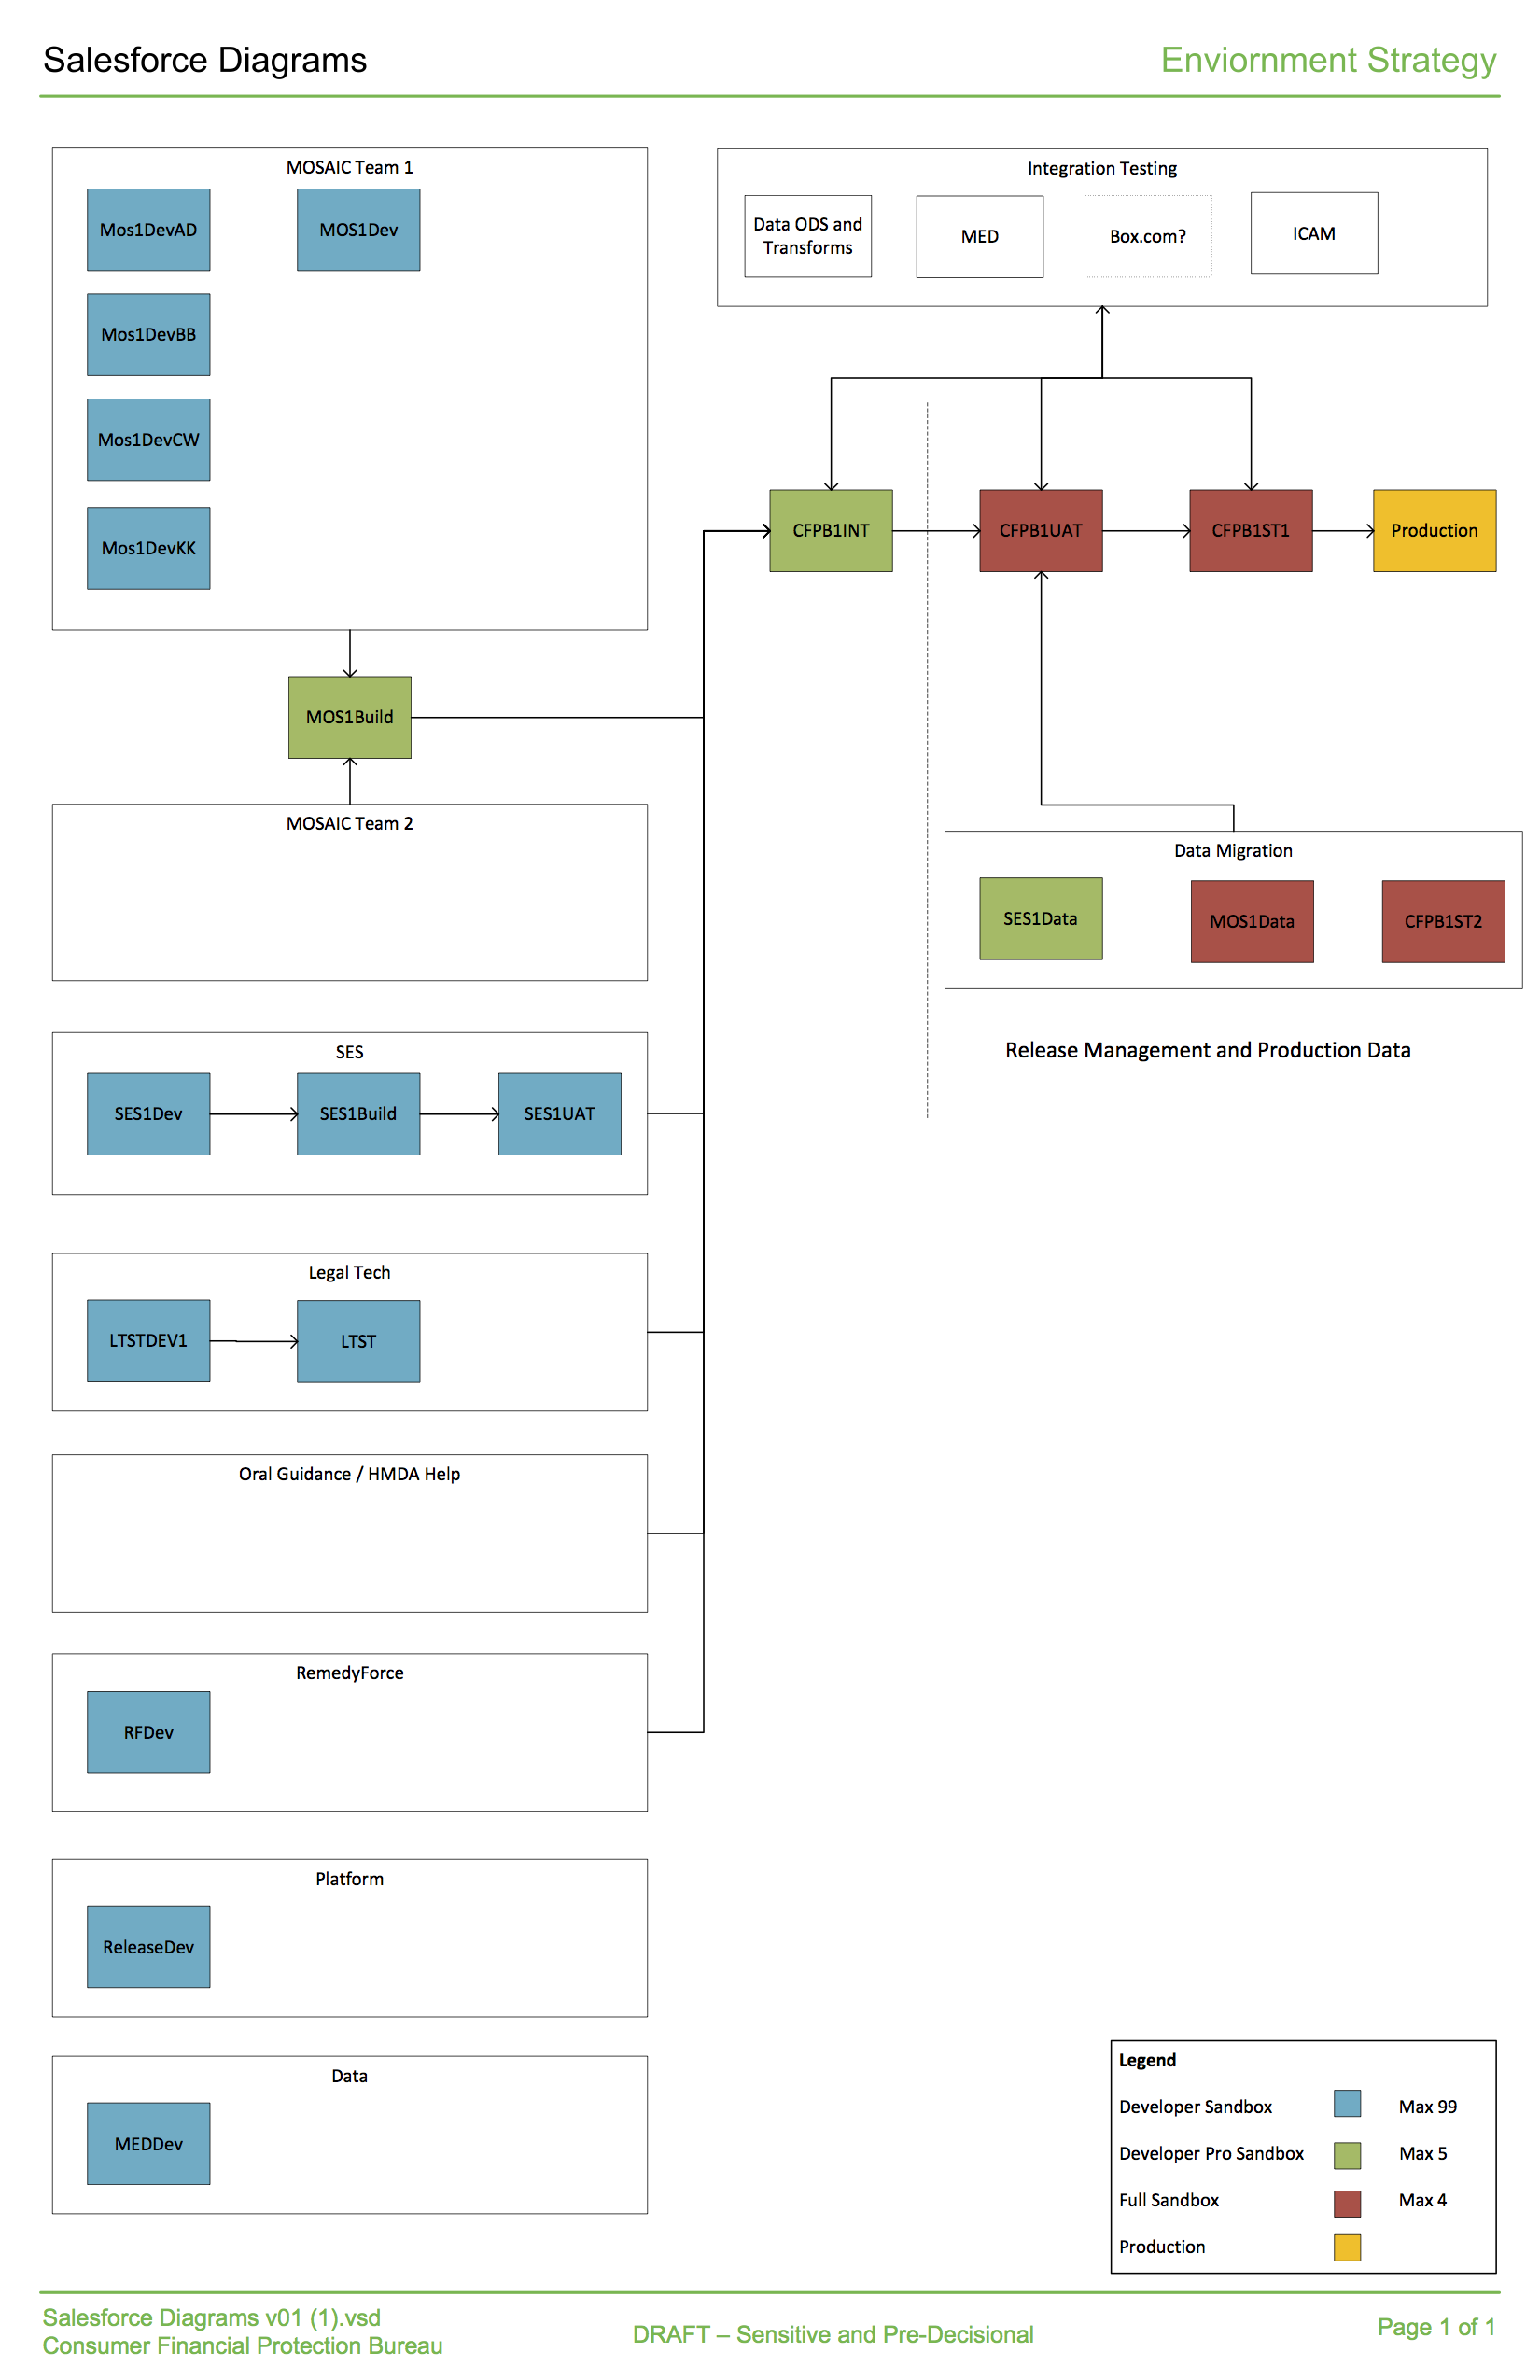 Salesforce Diagrams
Enviornment Strategy
MOSAIC Team 1
Mos1DevAD
MOS1Dev
Mos1DevBB
Mos1DevCW
Mos1DevKK
MOS1Build
MOSAIC Team 2
SES
SES1Dev
SES1Build
SES1UAT
Legal Tech
LTSTDEV1
LTST
Oral Guidance / HMDA Help
RemedyForce
RFDev
Platform
ReleaseDev
Data
MEDDev
Integration Testing
Data ODS and
Transforms
MED
Box.com?
ICAM
CFPB1INT
CFPB1UAT
CFPB1ST1
Production
Data Migration
SES1Data
MOS1Data
CFPB1ST2
Release Management and Production Data
Legend
Developer Sandbox Max 99
Developer Pro Sandbox Max 5
Full Sandbox Max 4
Production
Salesforce Diagrams v01 (1).vsd
Consumer Financial Protection Bureau
DRAFT – Sensitive and Pre-Decisional
Page 1 of 1